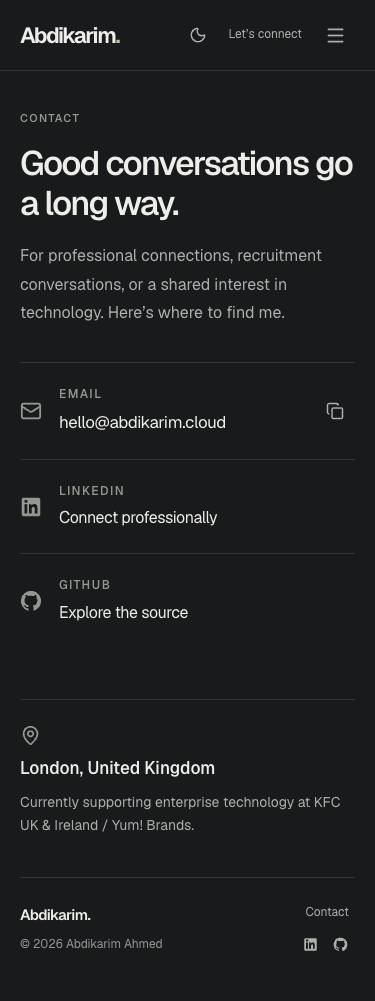 Abdikarim.
Let's connect
CONTACT
Good conversations go
a long way.
For professional connections, recruitment
conversations, or a shared interest in
technology. Here’s where to find me.
EMAIL
hello@abdikarim.cloud
LINKEDIN
Connect professionally
GITHUB
Explore the source
London, United Kingdom
Currently supporting enterprise technology at KFC
UK & Ireland / Yum! Brands.
Abdikarim.
Contact
© 2026 Abdikarim Ahmed